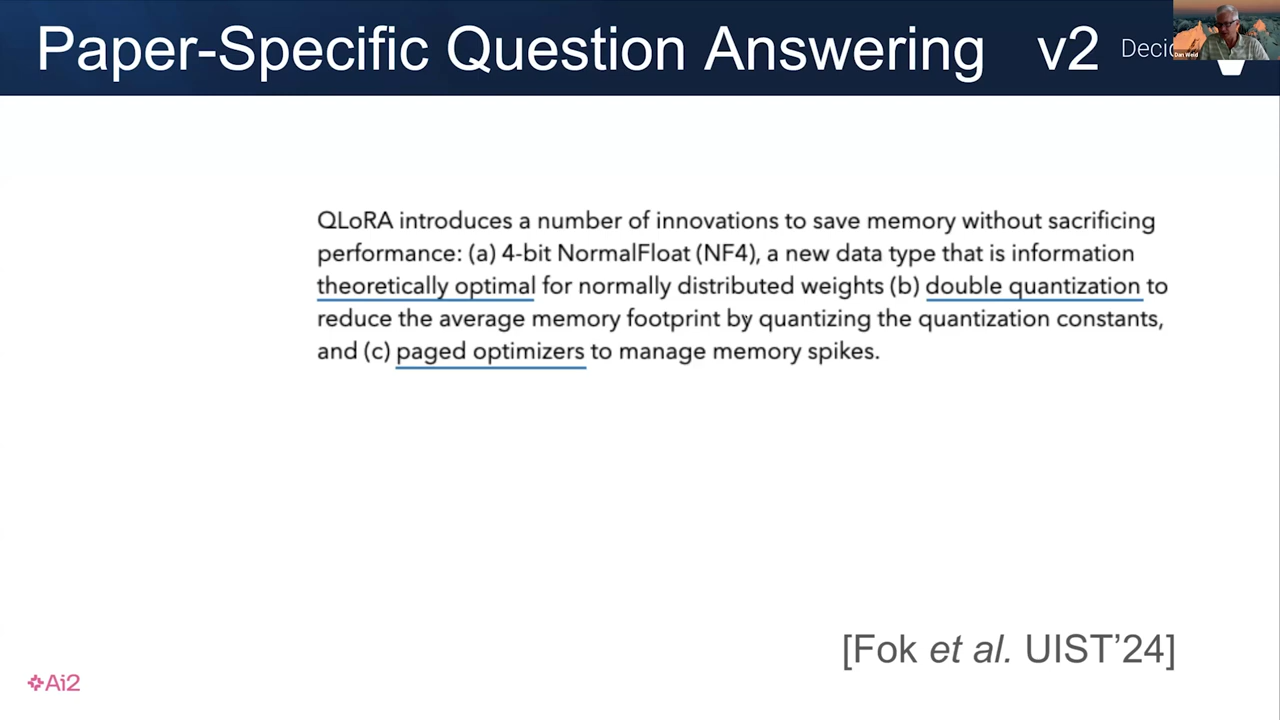 Paper-Specific Question Answering v2
Dan Weld
QLoRA introduces a number of innovations to save memory without sacrificing
performance: (a) 4-bit NormalFloat (NF4), a new data type that is information
theoretically optimal for normally distributed weights (b) double quantization to
reduce the average memory footprint by quantizing the quantization constants,
and (c) paged optimizers to manage memory spikes.
[Fok et al. UIST’24]
Ai2